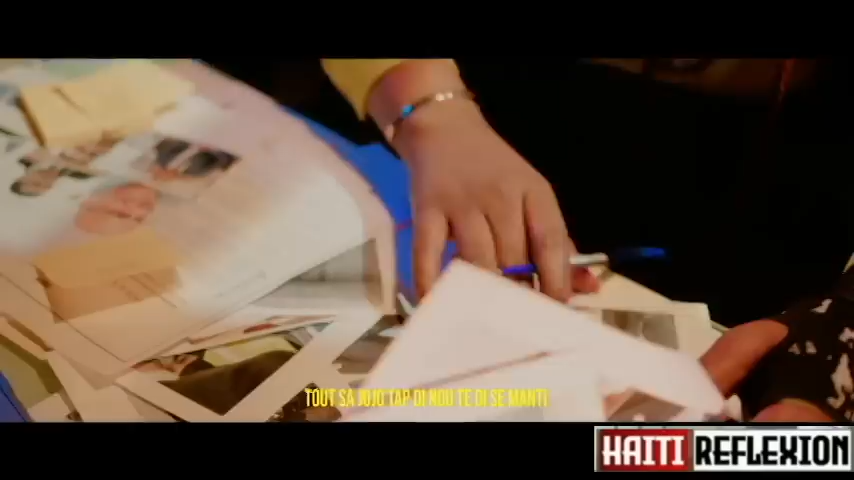 TOUT SA JOJO TAP DI NOU TE DI SE MANTI
HAITI REFLEXION